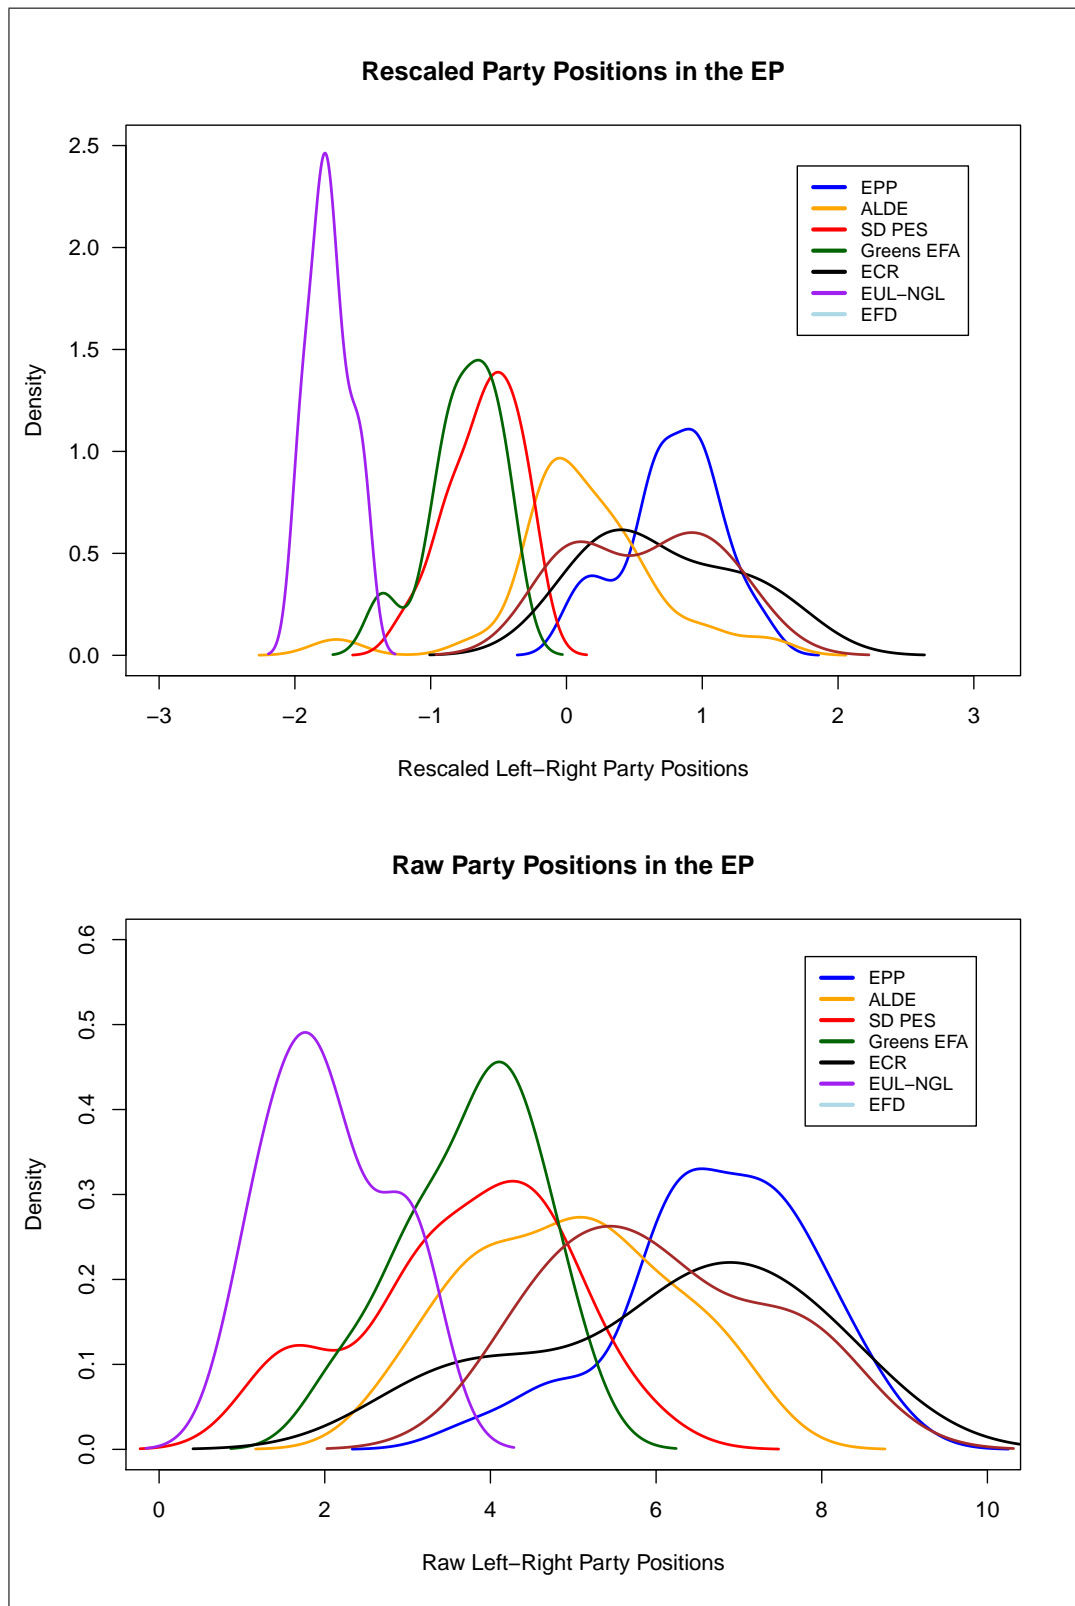 Rescaled Party Positions in the EP
2.5
2.0
1.5
1.0
0.5
0.0
Density
EPP
ALDE
SD PES
Greens EFA
ECR
EUL−NGL
EFD
−3 −2 −1 0 1 2 3
Rescaled Left−Right Party Positions
Raw Party Positions in the EP
0.6
0.5
0.4
0.3
0.2
0.1
0.0
Density
EPP
ALDE
SD PES
Greens EFA
ECR
EUL−NGL
EFD
0 2 4 6 8 10
Raw Left−Right Party Positions